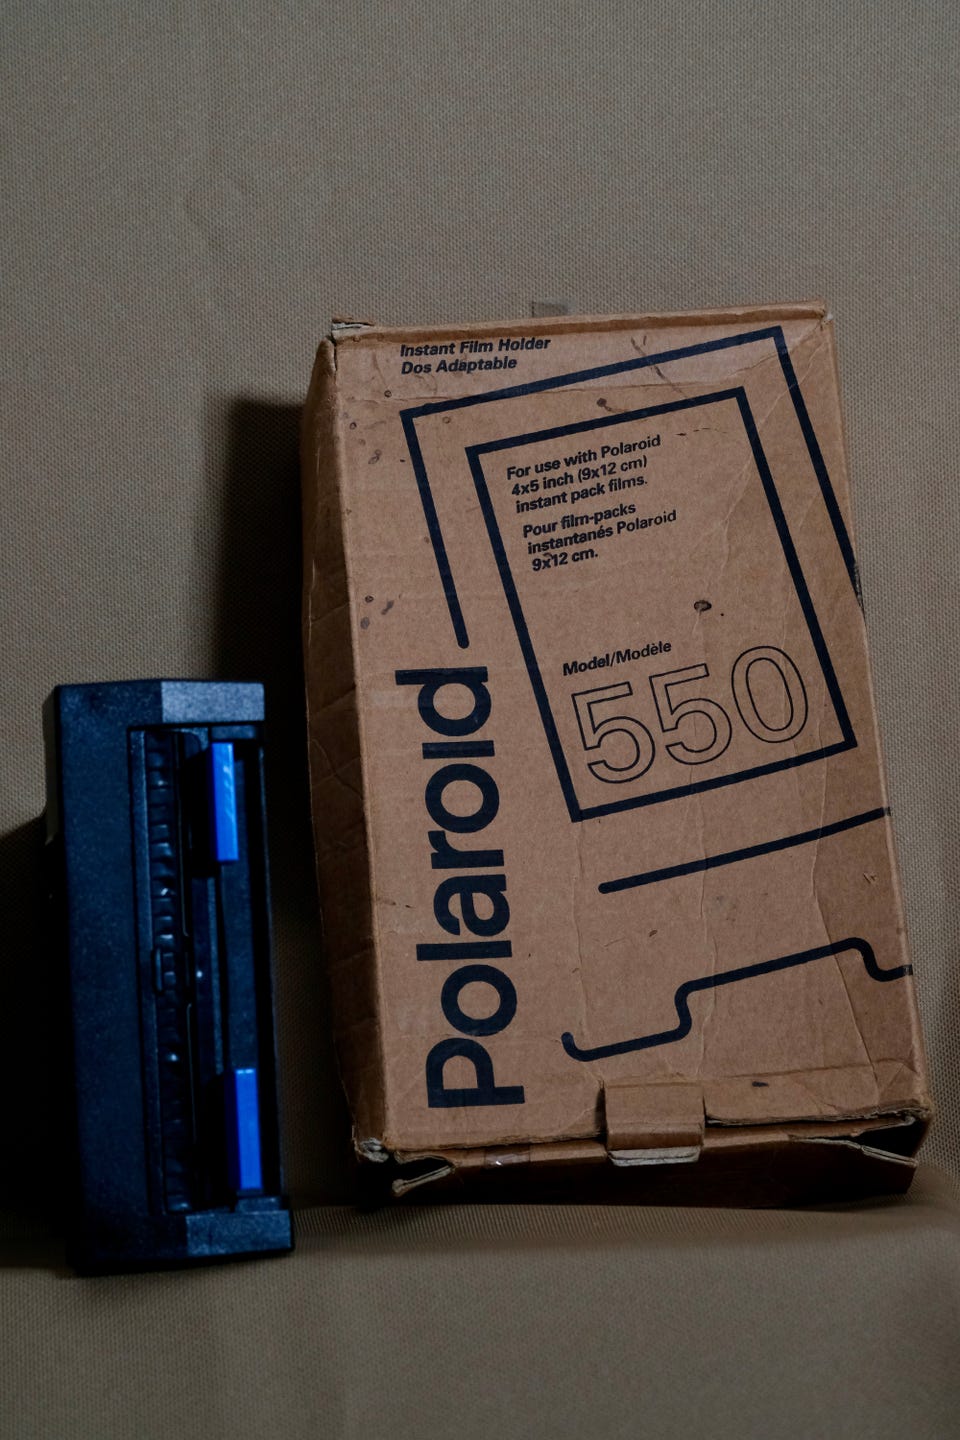 Instant Film Holder
Dos Adaptable
For use with Polaroid
4x5 inch (9x12 cm)
instant pack films.
Pour film-packs
instantanés Polaroid
9x12 cm.
Model/Modèle
550
Polaroid